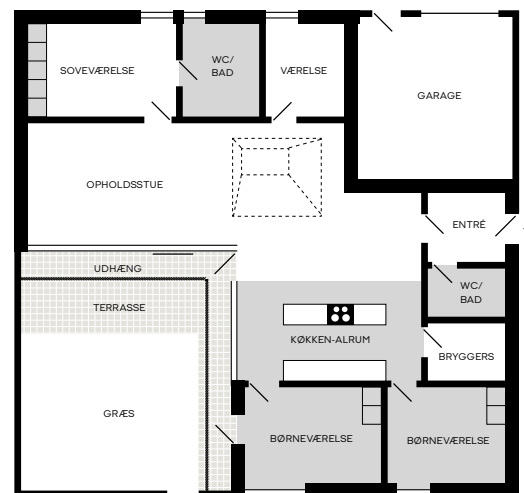 WC/
BAD
SOVEVÆRELSE
VÆRELSE
GARAGE
OPHOLDSSTUE
ENTRÉ
UDHÆNG
WC/
BAD
TERRASSE
KØKKEN-ALRUM
BRYGGERS
GRÆS
BØRNEVÆRELSE
BØRNEVÆRELSE